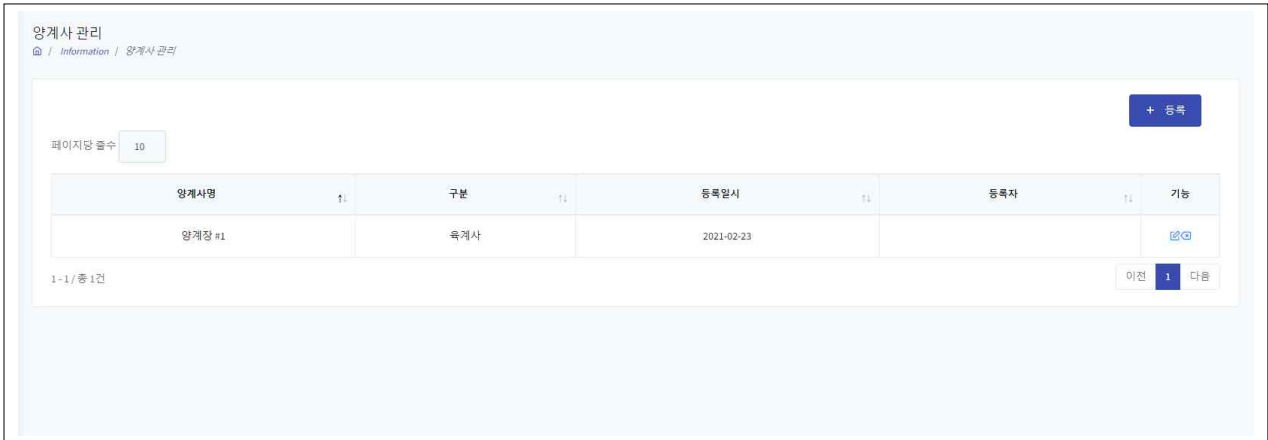 양계사 관리
/ Information / 양계사 관리
+ 등록
페이지당 줄수 10
양계사명 구분 등록일시 등록자 기능
양계장 #1 육계사 2021-02-23
1 - 1 / 총 1건
이전 1 다음